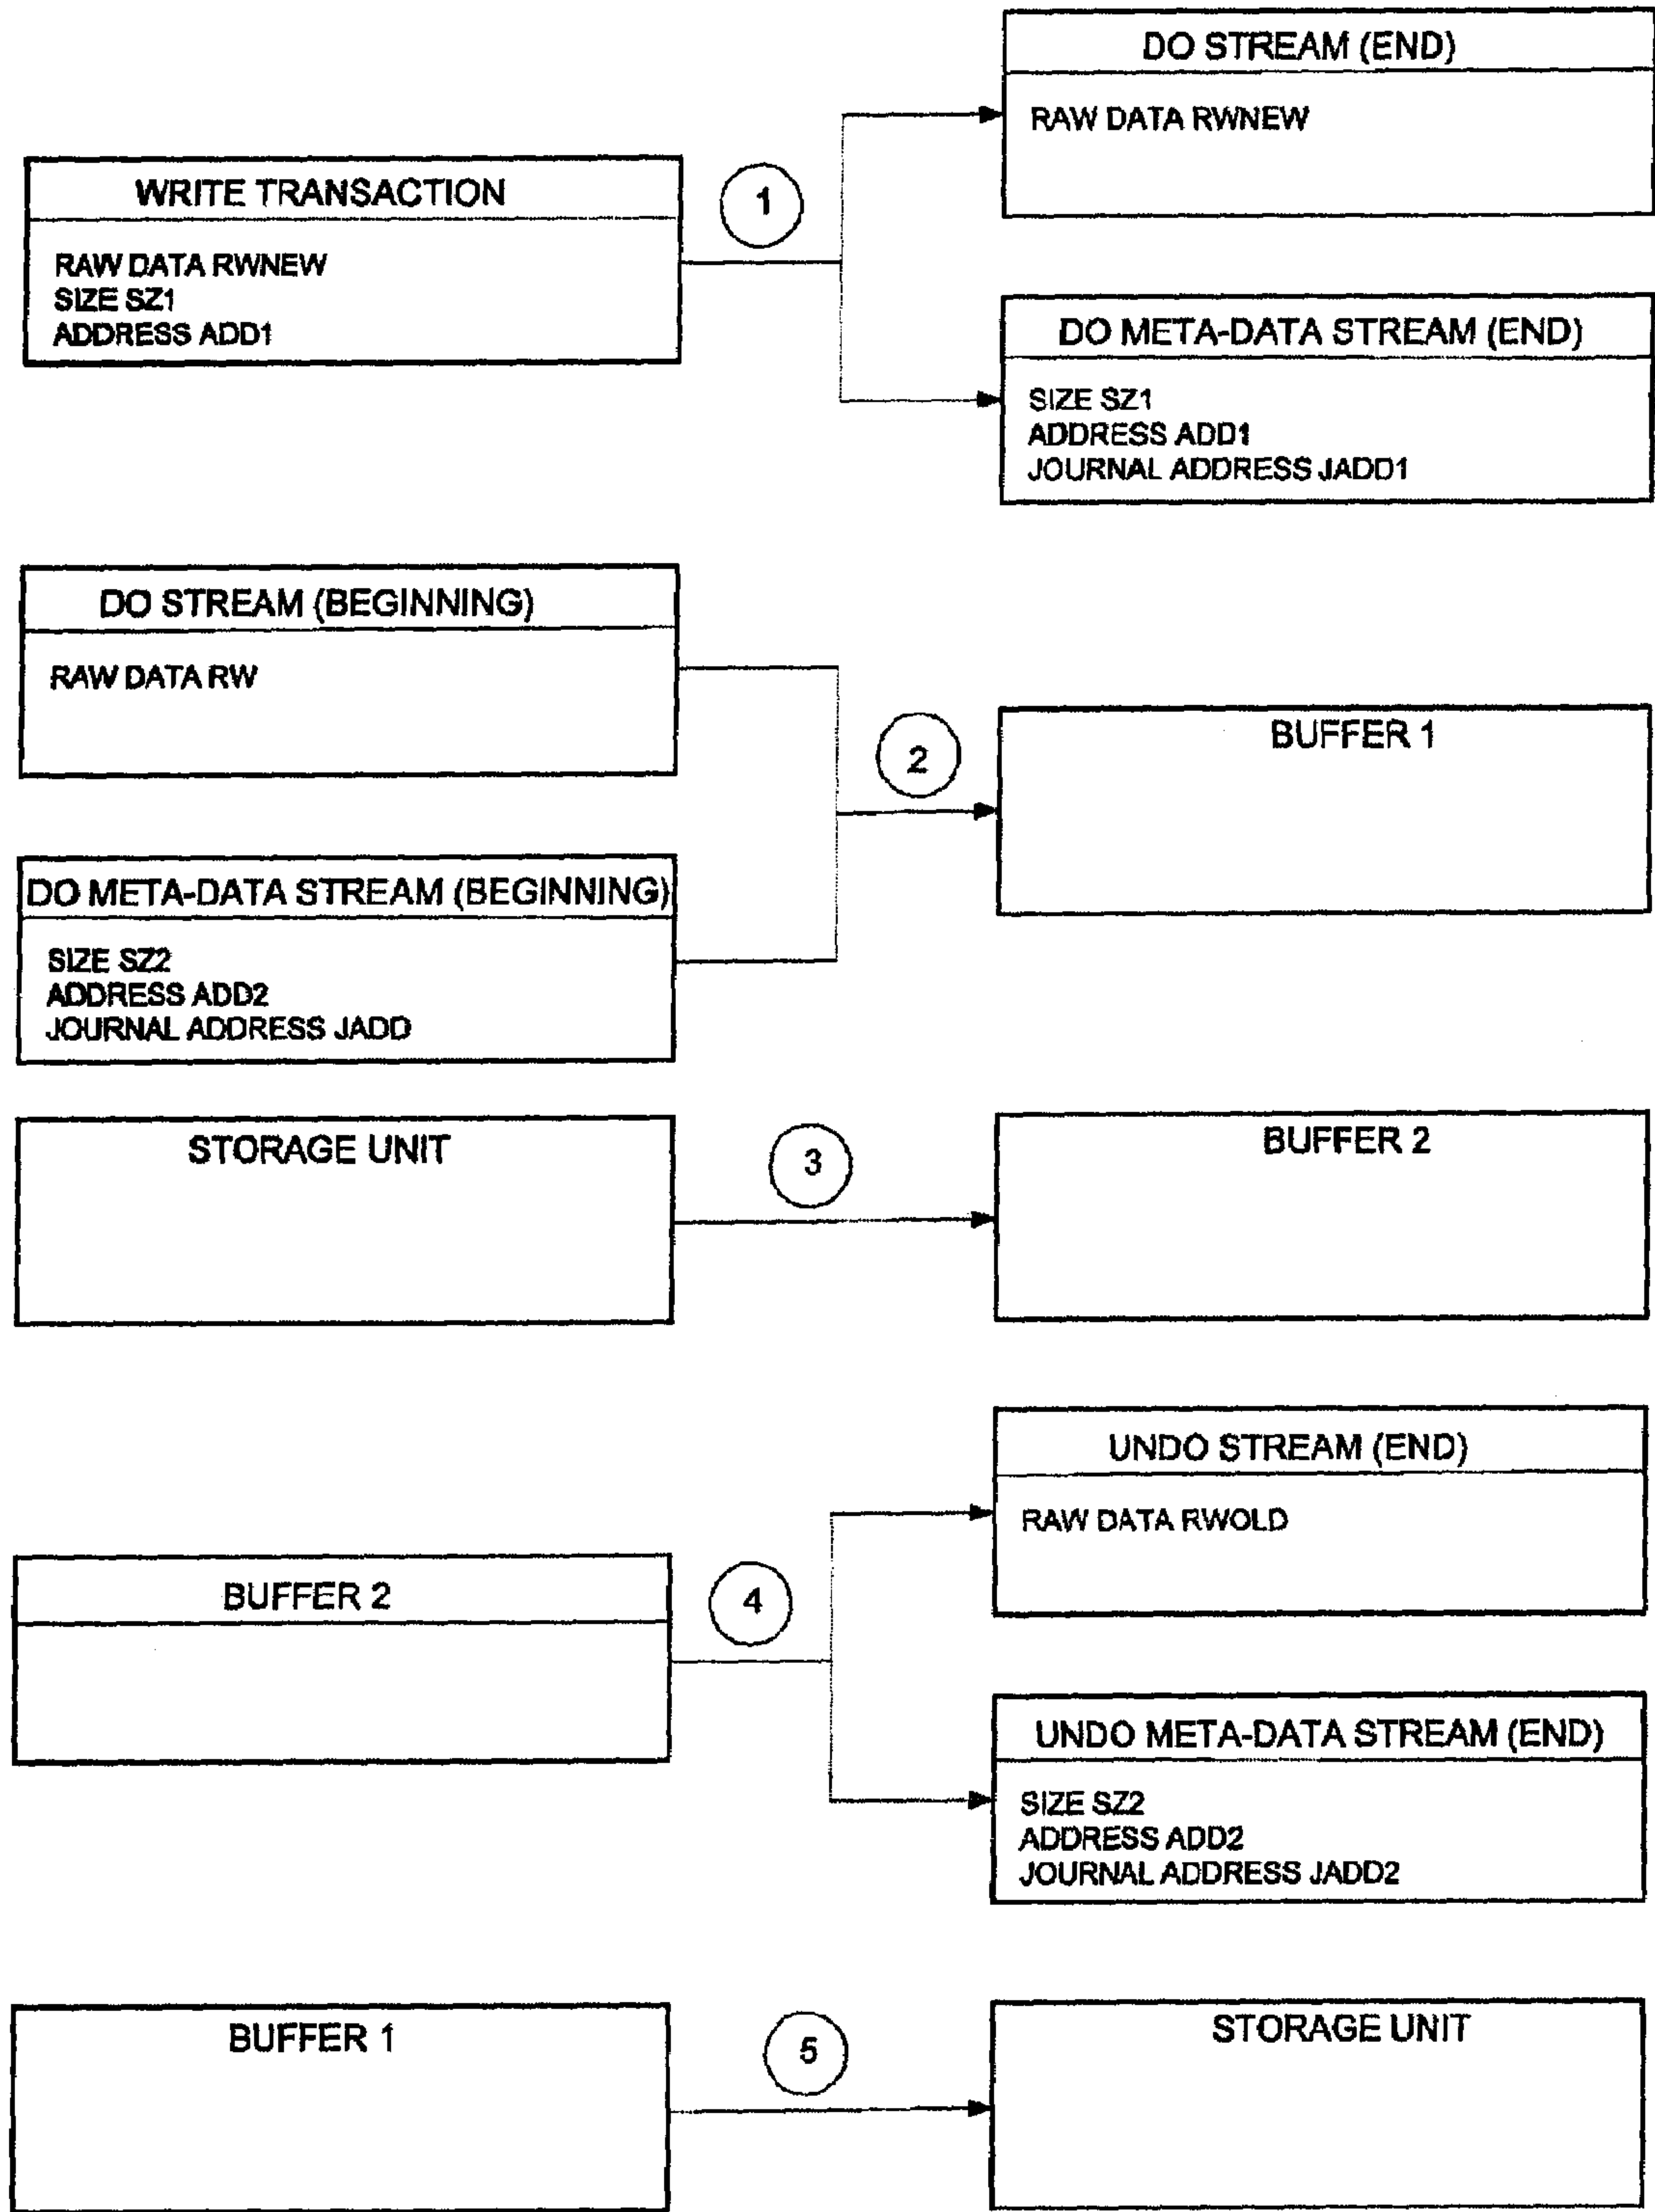 DO STREAM (END)
RAW DATA RWNEW
WRITE TRANSACTION
RAW DATA RWNEW
SIZE SZ1
ADDRESS ADD1
1
DO META-DATA STREAM (END)
SIZE SZ1
ADDRESS ADD1
JOURNAL ADDRESS JADD1
DO STREAM (BEGINNING)
RAW DATA RW
2
BUFFER 1
DO META-DATA STREAM (BEGINNING)
SIZE SZ2
ADDRESS ADD2
JOURNAL ADDRESS JADD
STORAGE UNIT
3
BUFFER 2
UNDO STREAM (END)
RAW DATA RWOLD
BUFFER 2
4
UNDO META-DATA STREAM (END)
SIZE SZ2
ADDRESS ADD2
JOURNAL ADDRESS JADD2
BUFFER 1
5
STORAGE UNIT